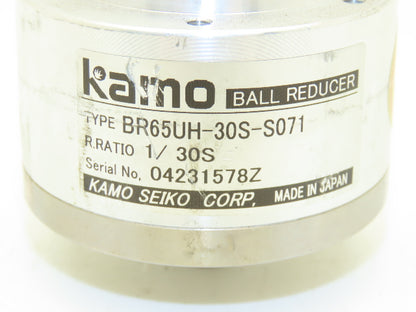 Kamo BALL REDUCER
TYPE BR65UH-30S-S071
R.RATIO 1/ 30S
Serial No. 04231578Z
KAMO SEIKO CORP. MADE IN JAPAN